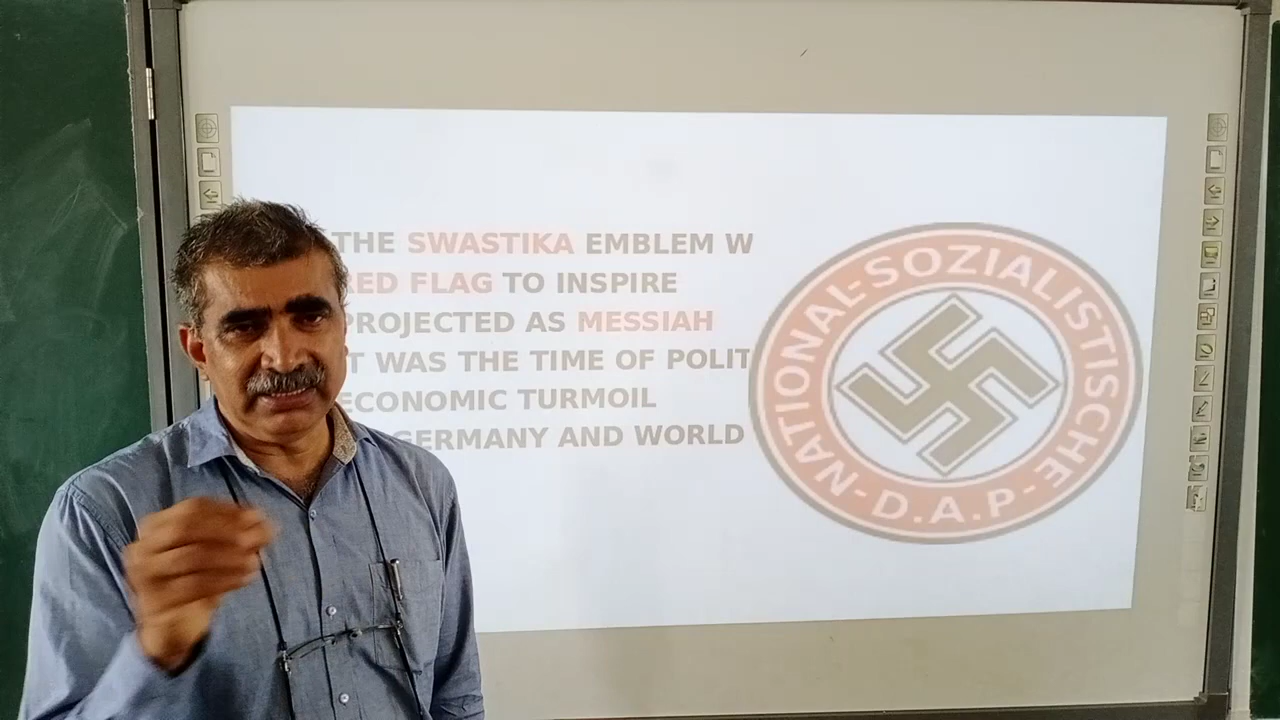 THE SWASTIKA EMBLEM W
RED FLAG TO INSPIRE
PROJECTED AS MESSIAH
T WAS THE TIME OF POLIT
ECONOMIC TURMOIL
GERMANY AND WORLD
NATIONAL-SOZIALISTISCHE-D.A.P-